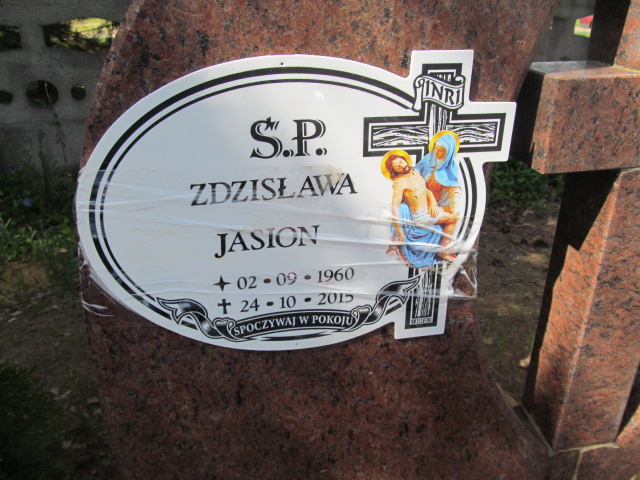 INRI
Ś.P.
ZDZISŁAWA
JASION
02 • 09 • 1960
✝ 24 • 10 • 2015
SPOCZYWAJ W POKOJU